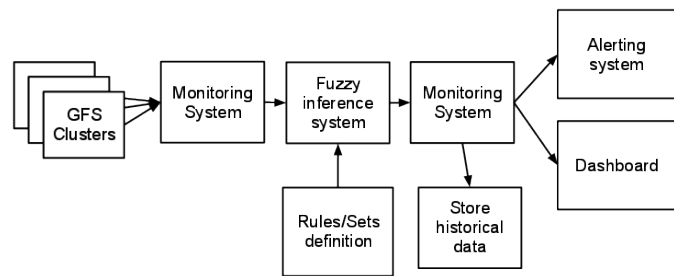 GFS
Clusters
Monitoring
System
Fuzzy
inference
system
Monitoring
System
Alerting
system
Dashboard
Rules/Sets
definition
Store
historical
data